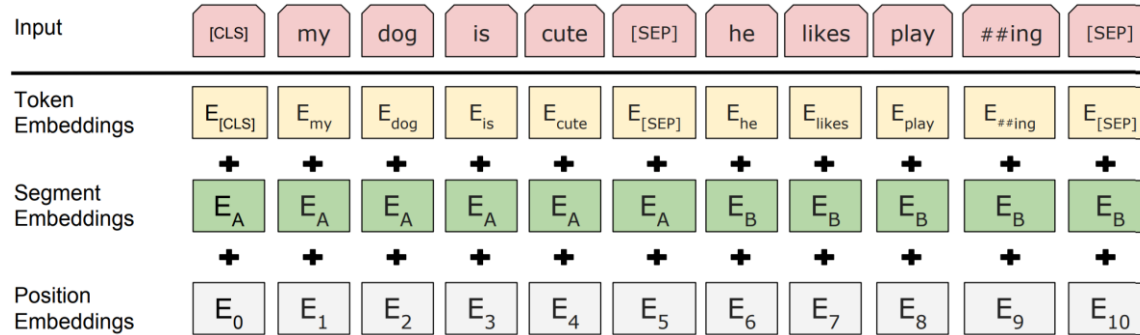 Input [CLS] my dog is cute [SEP] he likes play ##ing [SEP]
Token Embeddings E[CLS] Emy Edog Eis Ecute E[SEP] Ehe Elikes Eplay E##ing E[SEP]
+ + + + + + + + + + +
Segment Embeddings EA EA EA EA EA EA EB EB EB EB EB
+ + + + + + + + + + +
Position Embeddings E0 E1 E2 E3 E4 E5 E6 E7 E8 E9 E10